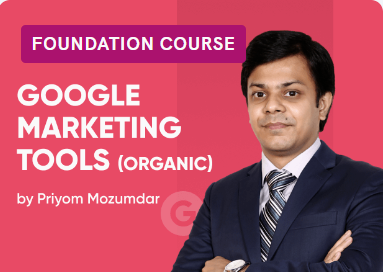 FOUNDATION COURSE
GOOGLE
MARKETING
TOOLS (ORGANIC)
by Priyom Mozumdar
G